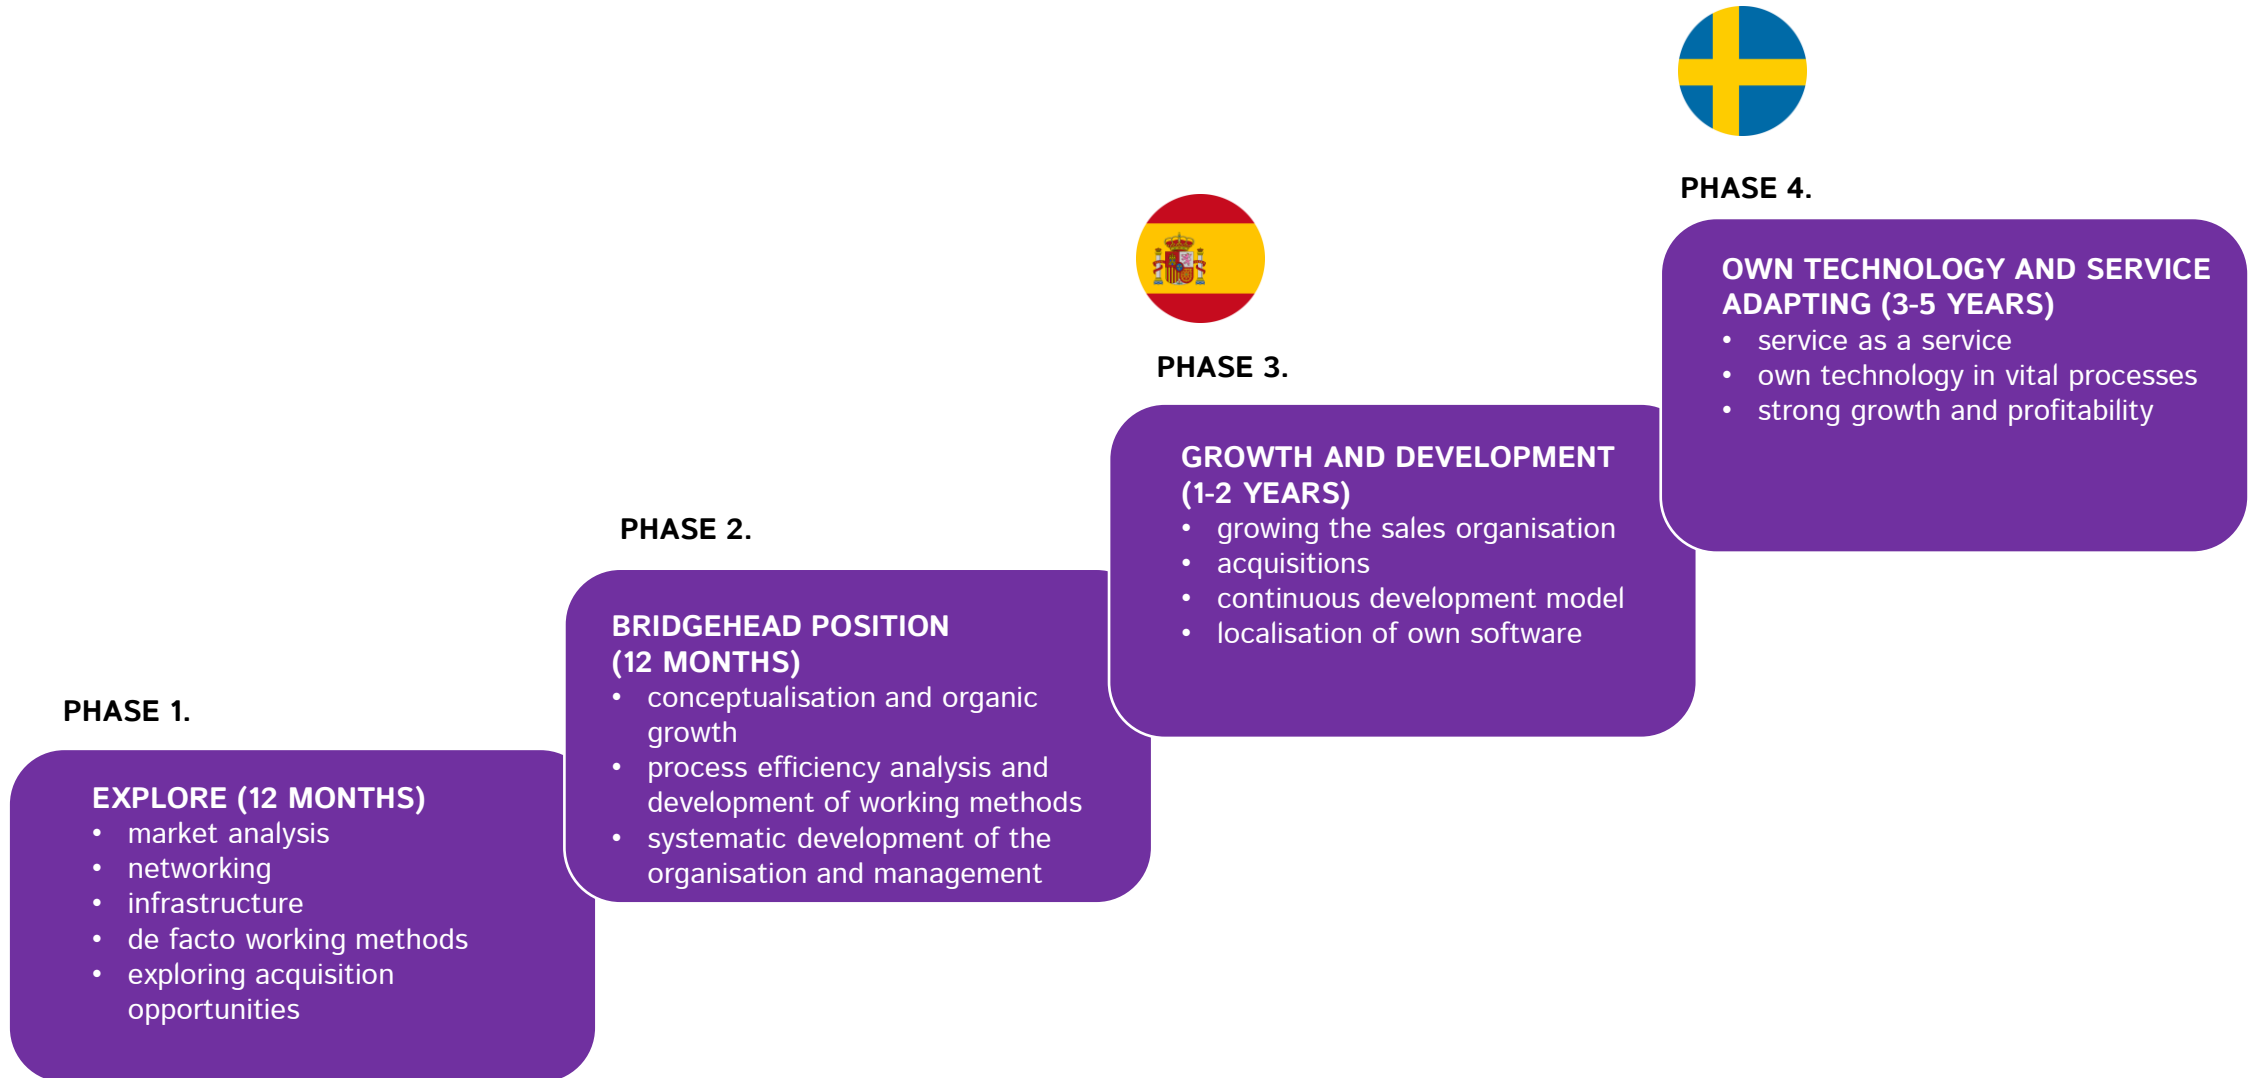 PHASE 1.
EXPLORE (12 MONTHS)
• market analysis
• networking
• infrastructure
• de facto working methods
• exploring acquisition
opportunities
PHASE 2.
BRIDGEHEAD POSITION
(12 MONTHS)
• conceptualisation and organic
growth
• process efficiency analysis and
development of working methods
• systematic development of the
organisation and management
PHASE 3.
GROWTH AND DEVELOPMENT
(1-2 YEARS)
• growing the sales organisation
• acquisitions
• continuous development model
• localisation of own software
PHASE 4.
OWN TECHNOLOGY AND SERVICE
ADAPTING (3-5 YEARS)
• service as a service
• own technology in vital processes
• strong growth and profitability